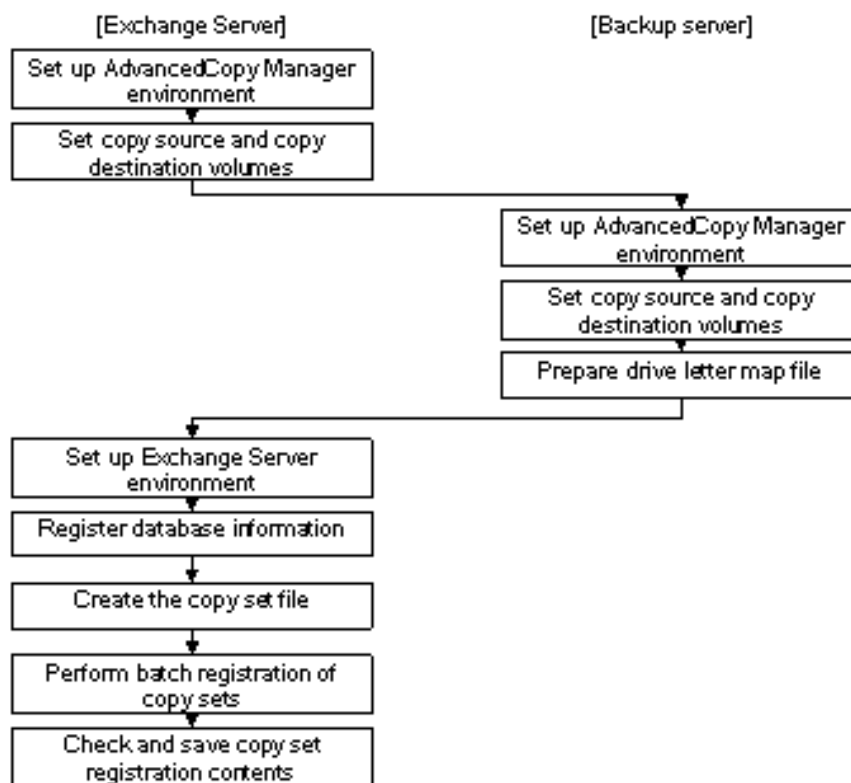 [Exchange Server]
[Backup server]
Set up AdvancedCopy Manager
environment
Set copy source and copy
destination volumes
Set up AdvancedCopy Manager
environment
Set copy source and copy
destination volumes
Prepare drive letter map file
Set up Exchange Server
environment
Register database information
Create the copy set file
Perform batch registration of
copy sets
Check and save copy set
registration contents